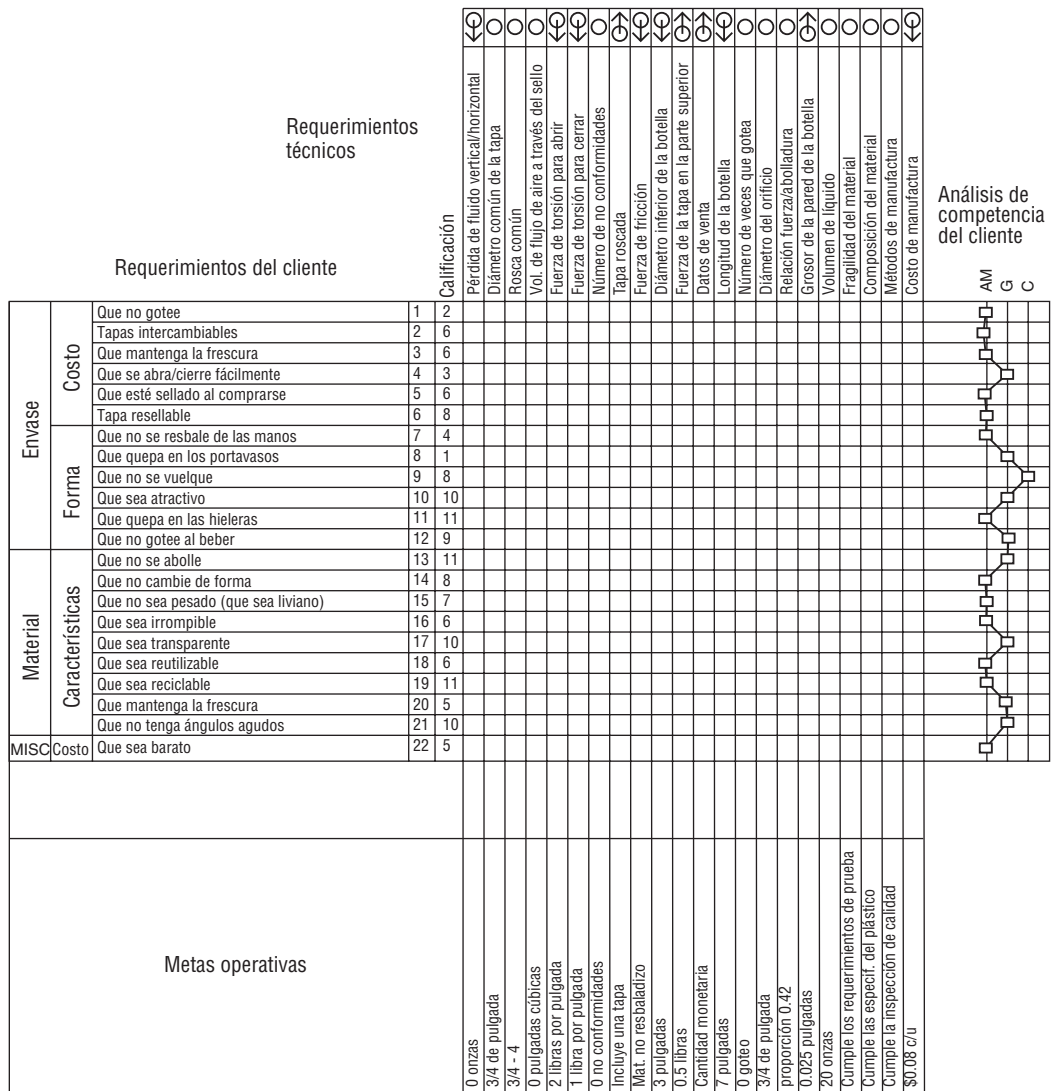 Requerimientos
técnicos
Pérdida de fluido vertical/horizontal
Diámetro común de la tapa
Rosca común
Vol. de flujo de aire a través del sello
Fuerza de torsión para abrir
Fuerza de torsión para cerrar
Número de no conformidades
Tapa roscada
Fuerza de fricción
Diámetro inferior de la botella
Fuerza de la tapa en la parte superior
Datos de venta
Longitud de la botella
Número de veces que gotea
Diámetro del orificio
Relación fuerza/abolladura
Grosor de la pared de la botella
Volumen de líquido
Fragilidad del material
Composición del material
Métodos de manufactura
Costo de manufactura
Análisis de
competencia
del cliente
Requerimientos del cliente
Calificación
AM
G
C
Envase
Costo
Que no gotee 1 2
Tapas intercambiables 2 6
Que mantenga la frescura 3 6
Que se abra/cierre fácilmente 4 3
Que esté sellado al comprarse 5 6
Tapa resellable 6 8
Forma
Que no se resbale de las manos 7 4
Que quepa en los portavasos 8 1
Que no se vuelque 9 8
Que sea atractivo 10 10
Que quepa en las hieleras 11 11
Que no gotee al beber 12 9
Material
Características
Que no se abolle 13 11
Que no cambie de forma 14 8
Que no sea pesado (que sea liviano) 15 7
Que sea irrompible 16 6
Que sea transparente 17 10
Que sea reutilizable 18 6
Que sea reciclable 19 11
Que mantenga la frescura 20 5
Que no tenga ángulos agudos 21 10
MISC Costo Que sea barato 22 5
Metas operativas
0 onzas
3/4 de pulgada
3/4 - 4
0 pulgadas cúbicas
2 libras por pulgada
1 libra por pulgada
0 no conformidades
Incluye una tapa
Mat. no resbaladizo
3 pulgadas
0.5 libras
Cantidad monetaria
7 pulgadas
0 goteo
3/4 de pulgada
proporción 0.42
0.025 pulgadas
20 onzas
Cumple los requerimientos de prueba
Cumple las especif. del plástico
Cumple la inspección de calidad
$0.08 c/u